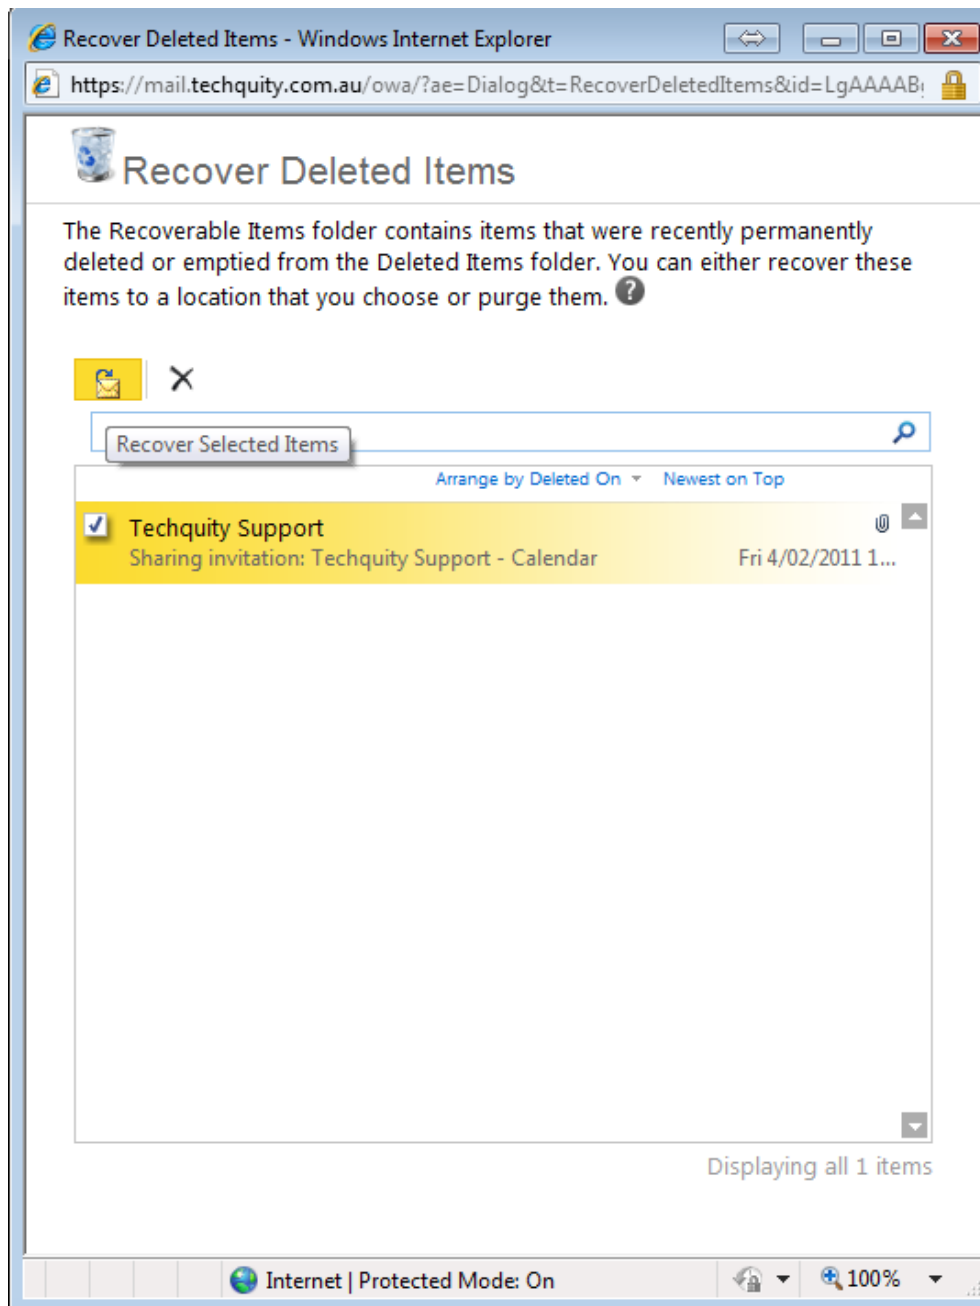 Recover Deleted Items - Windows Internet Explorer
https://mail.techquity.com.au/owa/?ae=Dialog&t=RecoverDeletedItems&id=LgAAAAB
Recover Deleted Items
The Recoverable Items folder contains items that were recently permanently
deleted or emptied from the Deleted Items folder. You can either recover these
items to a location that you choose or purge them.
Recover Selected Items
Arrange by Deleted On Newest on Top
Techquity Support
Sharing invitation: Techquity Support - Calendar Fri 4/02/2011 1...
Displaying all 1 items
Internet | Protected Mode: On 100%